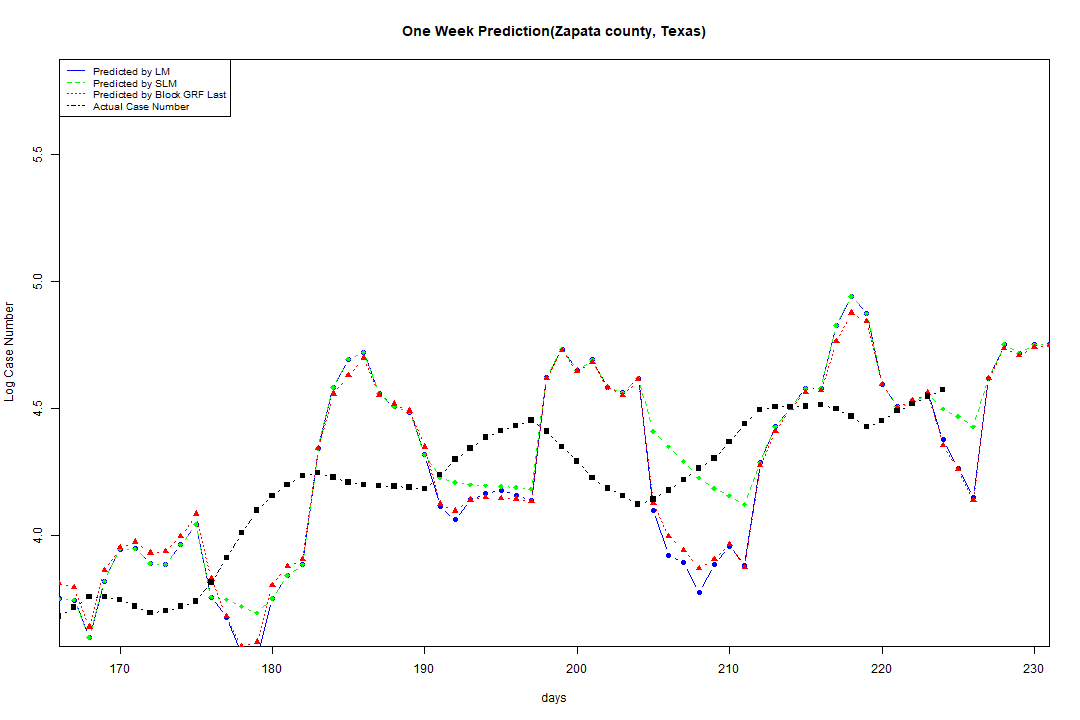 One Week Prediction(Zapata county, Texas)
Predicted by LM
Predicted by SLM
Predicted by Block GRF Last
Actual Case Number
5.5
5.0
4.5
4.0
Log Case Number
170 180 190 200 210 220 230
days